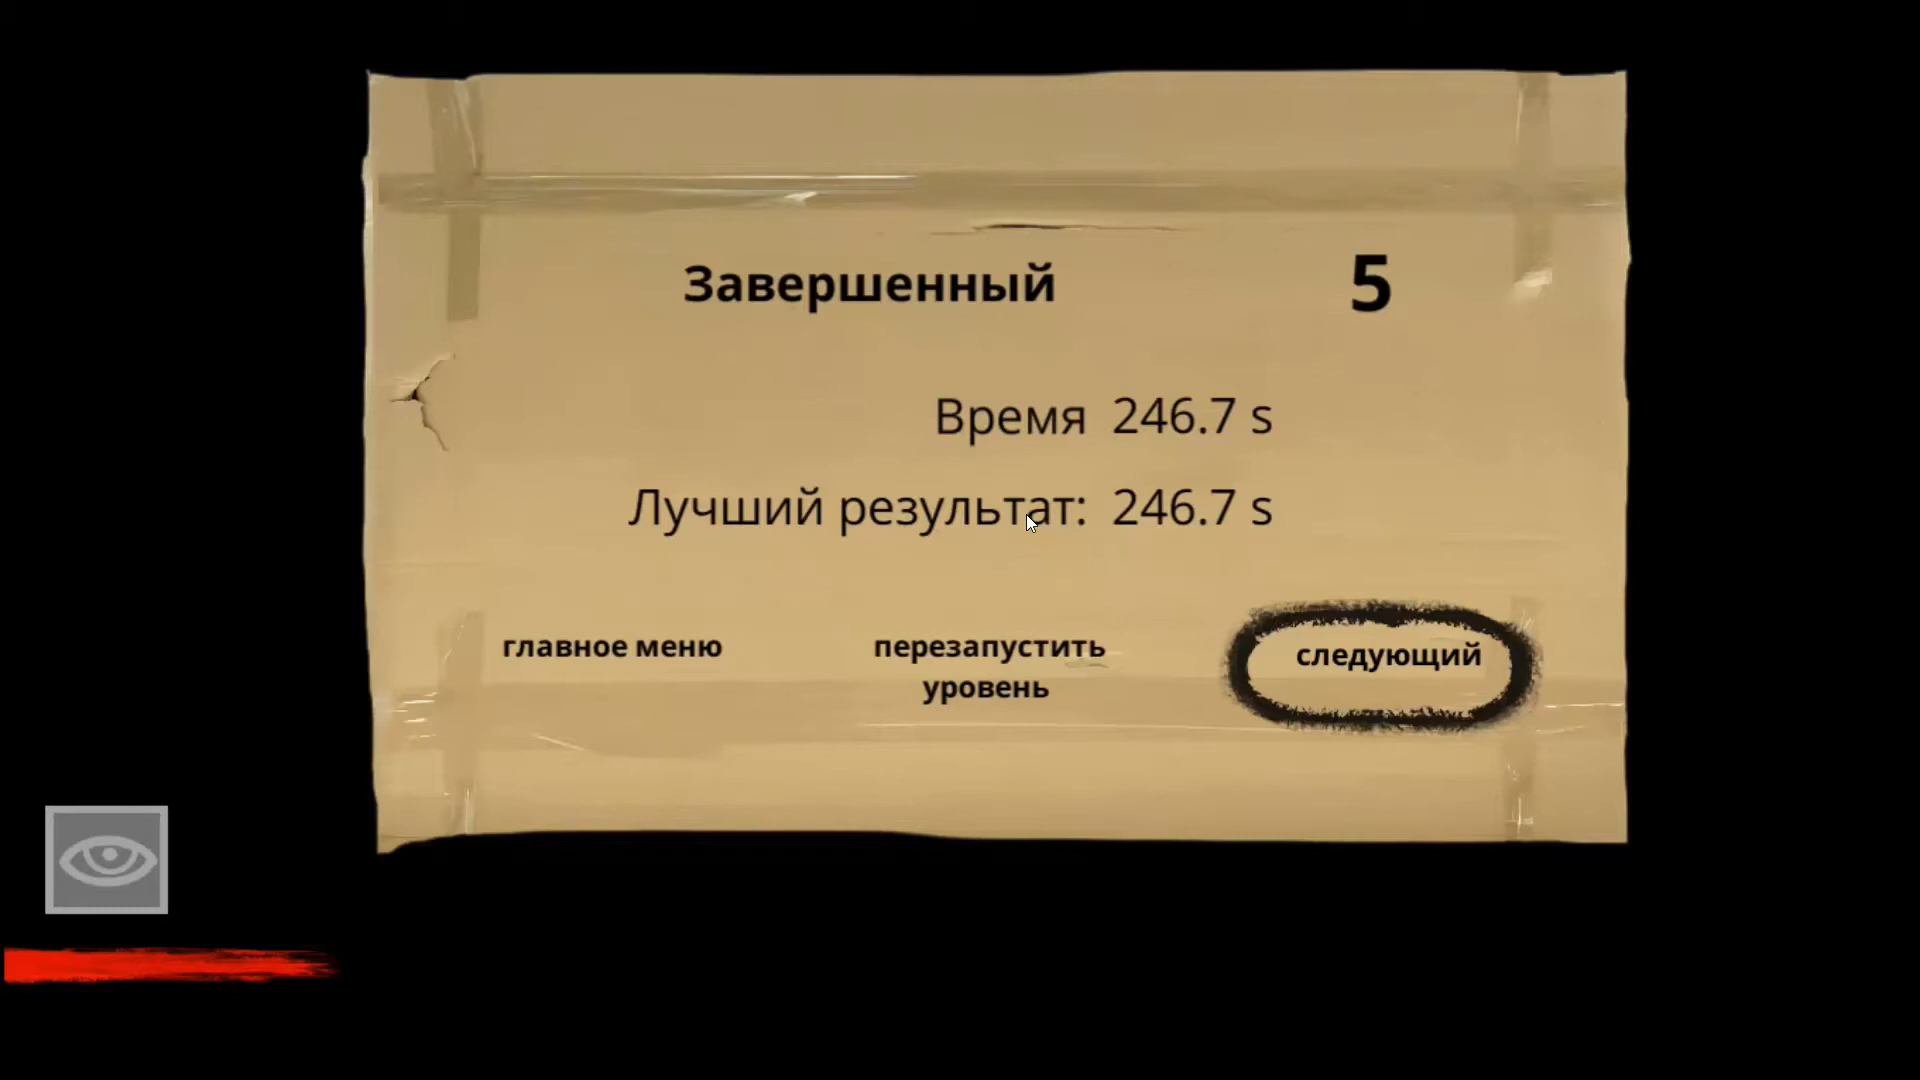 Завершенный 5
Время 246.7 s
Лучший результат: 246.7 s
главное меню
перезапустить
уровень
следующий